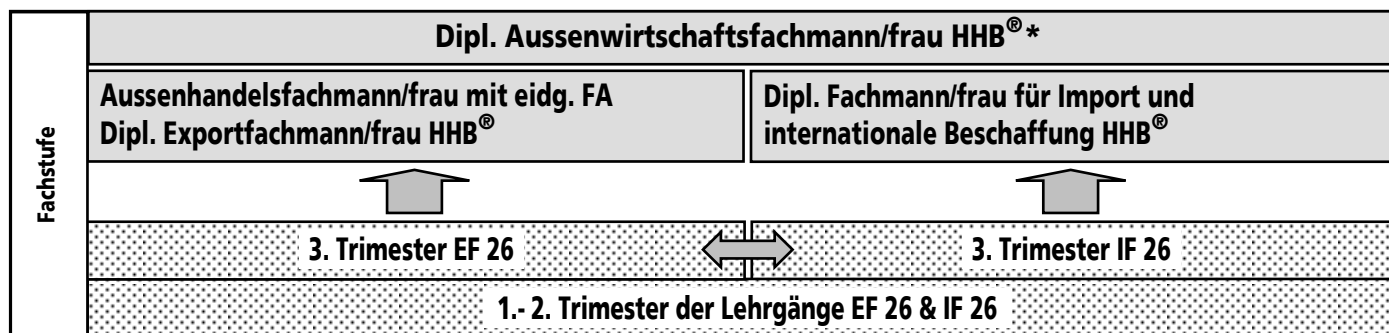 Dipl. Aussenwirtschaftsfachmann/frau HHB®*
Aussenhandelsfachmann/frau mit eidg. FA
Dipl. Exportfachmann/frau HHB®
Dipl. Fachmann/frau für Import und
internationale Beschaffung HHB®
Fachstufe
3. Trimester EF 26
3. Trimester IF 26
1.- 2. Trimester der Lehrgänge EF 26 & IF 26